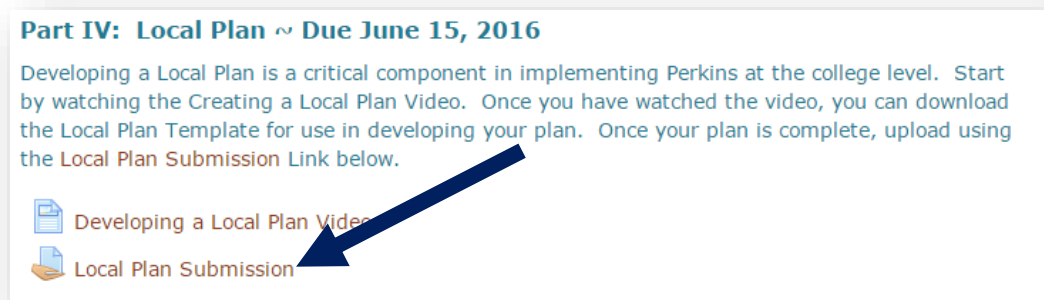 Part IV:  Local Plan ~ Due June 15, 2016
Developing a Local Plan is a critical component in implementing Perkins at the college level.  Start
by watching the Creating a Local Plan Video.  Once you have watched the video, you can download
the Local Plan Template for use in developing your plan.  Once your plan is complete, upload using
the Local Plan Submission Link below.
Developing a Local Plan Video
Local Plan Submission